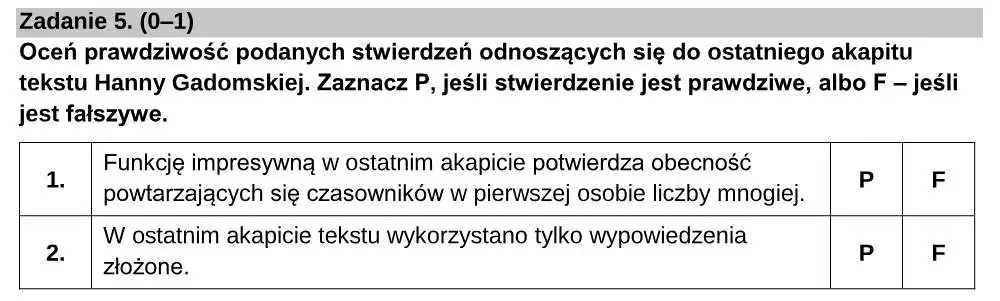 Zadanie 5. (0–1)
Oceń prawdziwość podanych stwierdzeń odnoszących się do ostatniego akapitu
tekstu Hanny Gadomskiej. Zaznacz P, jeśli stwierdzenie jest prawdziwe, albo F – jeśli
jest fałszywe.
1.
Funkcję impresywną w ostatnim akapicie potwierdza obecność
powtarzających się czasowników w pierwszej osobie liczby mnogiej.
P
F
2.
W ostatnim akapicie tekstu wykorzystano tylko wypowiedzenia
złożone.
P
F